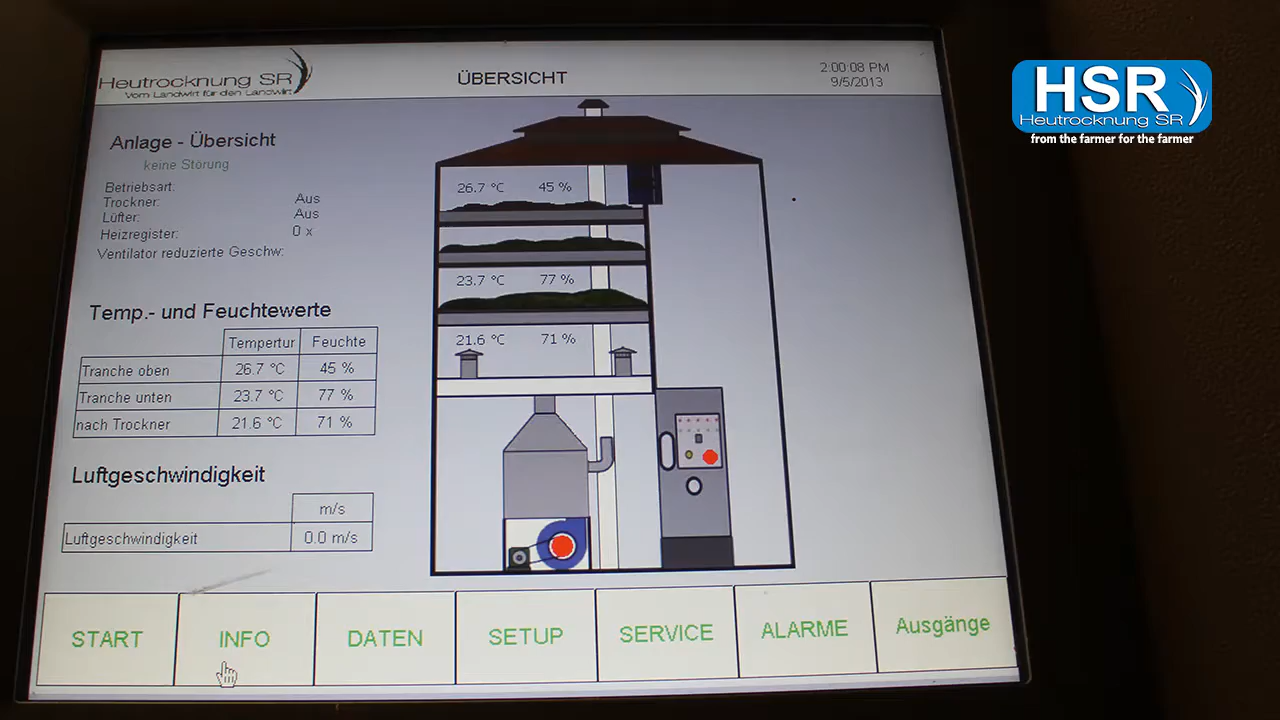 Heutrocknung SR
Vom Landwirt für den Landwirt
ÜBERSICHT
2:00:08 PM
9/5/2013
HSR
Heutrocknung SR
from the farmer for the farmer
Anlage - Übersicht
keine Störung
Betriebsart:
Trockner: Aus
Lüfter: Aus
Heizregister: 0 x
Ventilator reduzierte Geschw:
26.7 °C 45 %
23.7 °C 77 %
21.6 °C 71 %
Temp.- und Feuchtewerte
Tempertur Feuchte
Tranche oben 26.7 °C 45 %
Tranche unten 23.7 °C 77 %
nach Trockner 21.6 °C 71 %
Luftgeschwindigkeit
m/s
Luftgeschwindigkeit 0.0 m/s
START INFO DATEN SETUP SERVICE ALARME Ausgänge